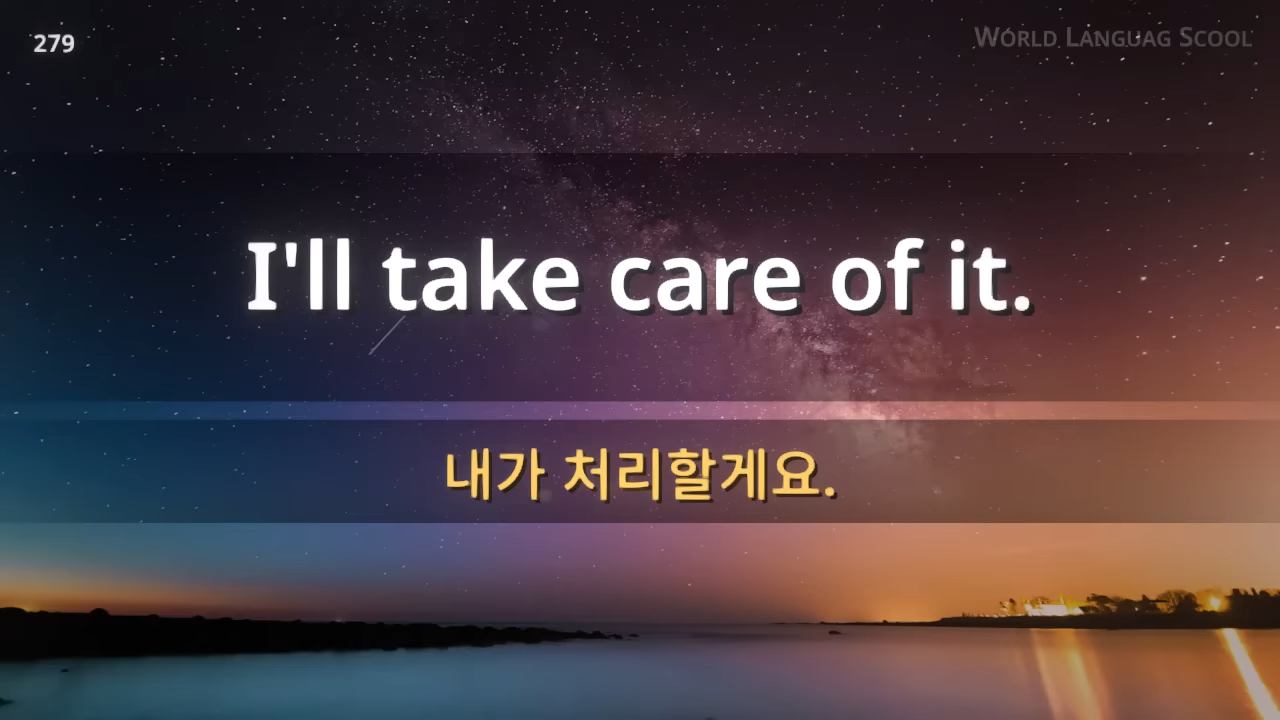 279
World Languag Scool
I'll take care of it.
내가 처리할게요.